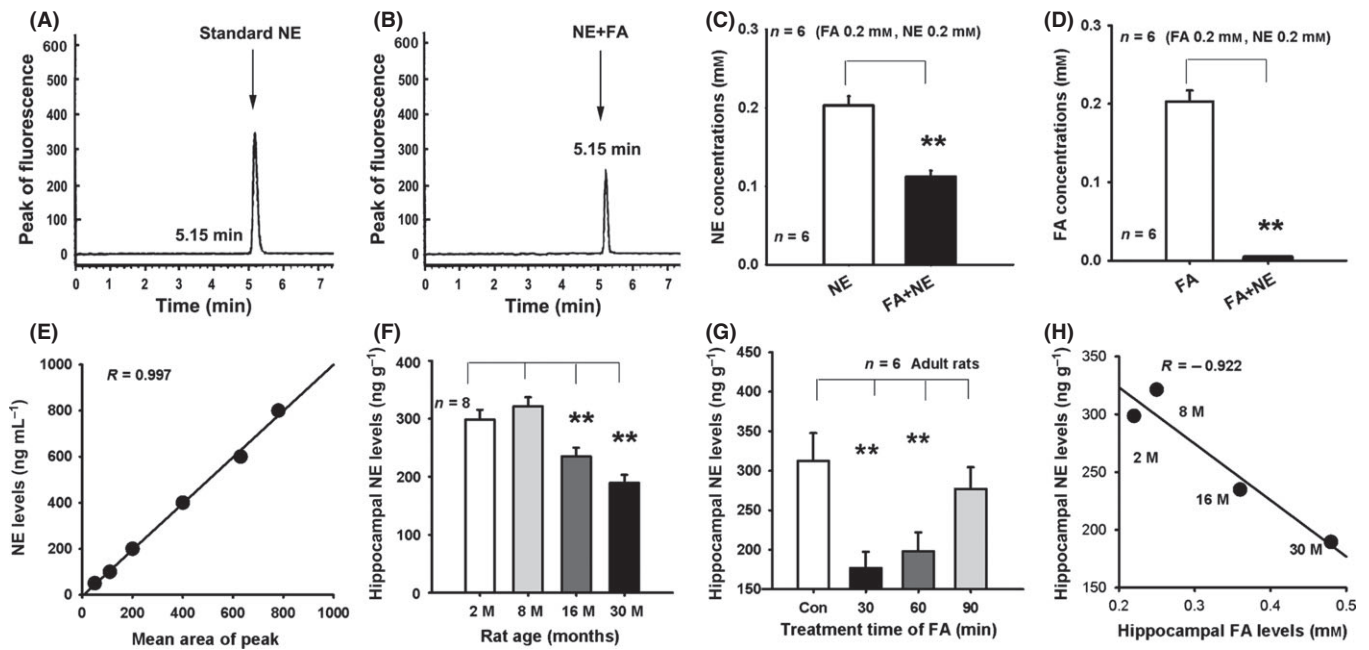 (A)
Standard NE
5.15 min
Peak of fluorescence
600
500
400
300
200
100
0
0 1 2 3 4 5 6 7
Time (min)
(B)
NE+FA
5.15 min
Peak of fluorescence
600
500
400
300
200
100
0
0 1 2 3 4 5 6 7
Time (min)
(C)
n = 6 (FA 0.2 mM, NE 0.2 mM)
**
n = 6
NE concentrations (mM)
0.3
0.2
0.1
0.0
NE FA+NE
(D)
n = 6 (FA 0.2 mM, NE 0.2 mM)
**
n = 6
FA concentrations (mM)
0.3
0.2
0.1
0.0
FA FA+NE
(E)
R = 0.997
NE levels (ng mL⁻¹)
1000
800
600
400
200
0
0 200 400 600 800 1000
Mean area of peak
(F)
n = 8
** **
Hippocampal NE levels (ng g⁻¹)
400
300
200
100
0
2 M 8 M 16 M 30 M
Rat age (months)
(G)
n = 6 Adult rats
** **
Hippocampal NE levels (ng g⁻¹)
450
400
350
300
250
200
150
Con 30 60 90
Treatment time of FA (min)
(H)
R = −0.922
8 M
2 M
16 M
30 M
Hippocampal NE levels (ng g⁻¹)
350
300
250
200
150
0.2 0.3 0.4 0.5
Hippocampal FA levels (mM)